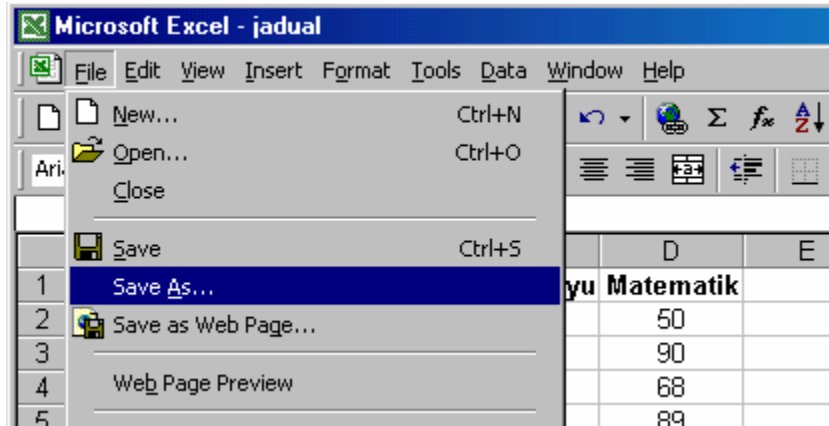 Microsoft Excel - jadual
File Edit View Insert Format Tools Data Window Help
New... Ctrl+N
Open... Ctrl+O
Close
Save Ctrl+S
Save As...
Save as Web Page...
Web Page Preview
Ari
D E
1 yu Matematik
2 50
3 90
4 68
5 89